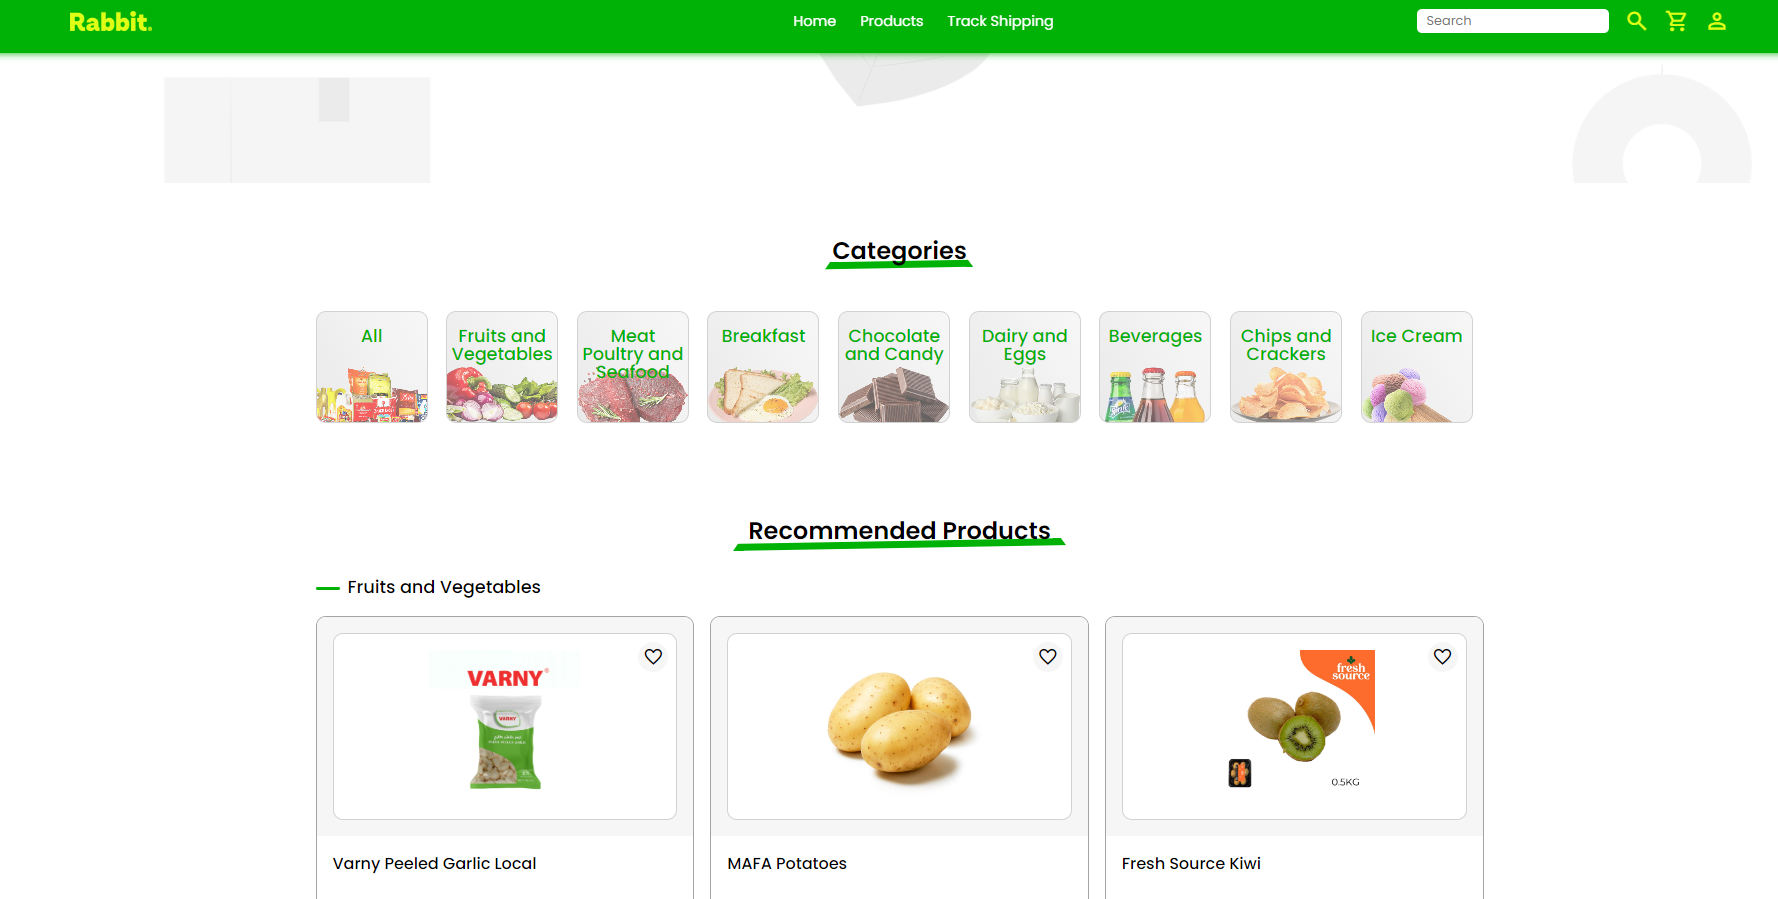 Rabbit.
Home Products Track Shipping
Search
Categories
All
Fruits and
Vegetables
Meat
Poultry and
Seafood
Breakfast
Chocolate
and Candy
Dairy and
Eggs
Beverages
Chips and
Crackers
Ice Cream
Recommended Products
Fruits and Vegetables
VARNY®
VARNY
fresh
source
0.5KG
Varny Peeled Garlic Local
MAFA Potatoes
Fresh Source Kiwi